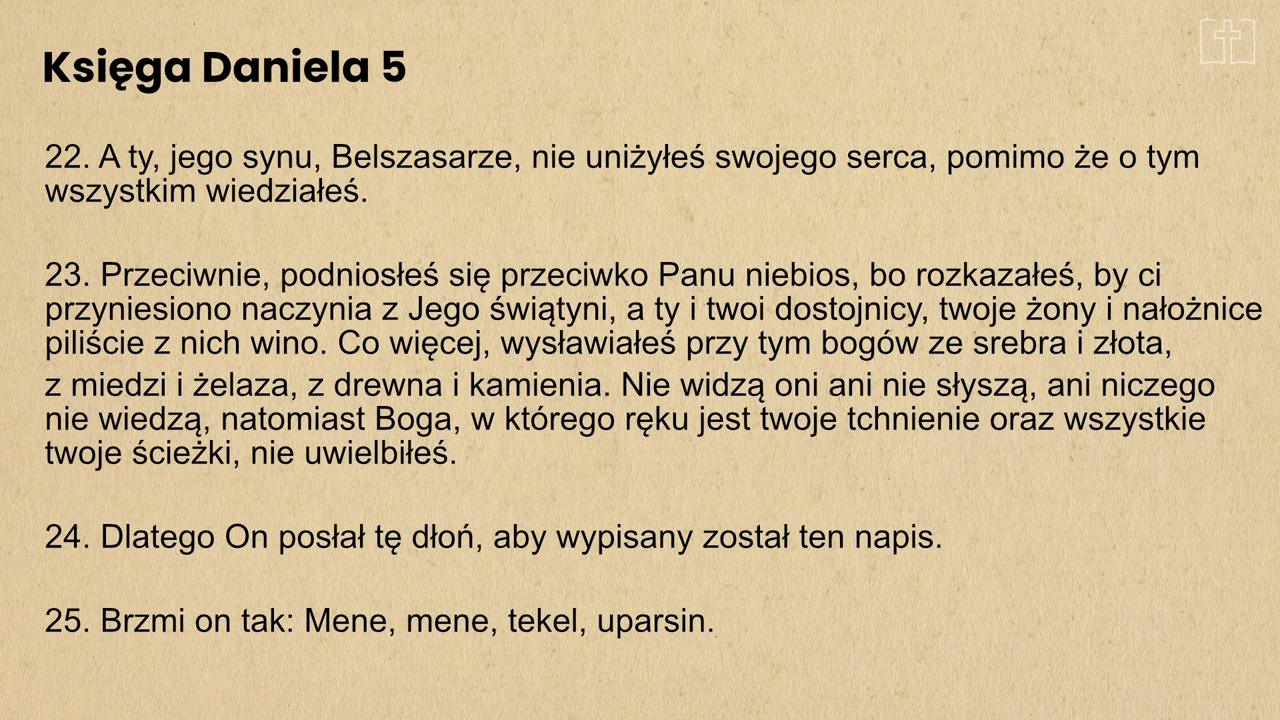 Księga Daniela 5
22. A ty, jego synu, Belszasarze, nie uniżyłeś swojego serca, pomimo że o tym
wszystkim wiedziałeś.
23. Przeciwnie, podniosłeś się przeciwko Panu niebios, bo rozkazałeś, by ci
przyniesiono naczynia z Jego świątyni, a ty i twoi dostojnicy, twoje żony i nałożnice
piliście z nich wino. Co więcej, wysławiałeś przy tym bogów ze srebra i złota,
z miedzi i żelaza, z drewna i kamienia. Nie widzą oni ani nie słyszą, ani niczego
nie wiedzą, natomiast Boga, w którego ręku jest twoje tchnienie oraz wszystkie
twoje ścieżki, nie uwielbiłeś.
24. Dlatego On posłał tę dłoń, aby wypisany został ten napis.
25. Brzmi on tak: Mene, mene, tekel, uparsin.